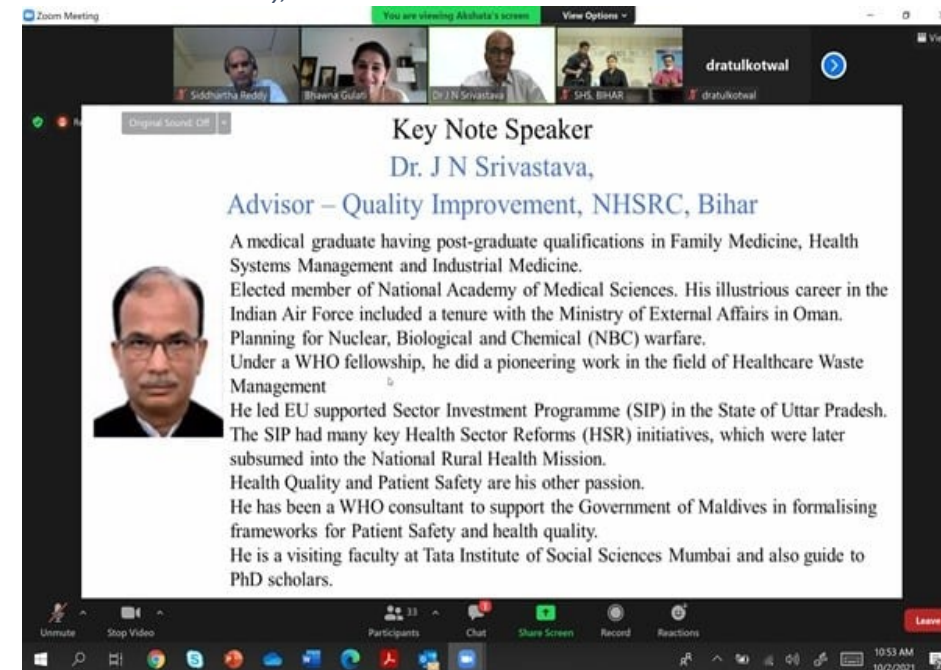 Zoom Meeting
You are viewing Akshata's screen
View Options
Siddhartha Reddy
Bhawna Gulati
Dr J N Srivastava
SHS, BIHAR
dratulkotwal
dratulkotwal
Original Sound: Off
Key Note Speaker
Dr. J N Srivastava,
Advisor – Quality Improvement, NHSRC, Bihar
A medical graduate having post-graduate qualifications in Family Medicine, Health
Systems Management and Industrial Medicine.
Elected member of National Academy of Medical Sciences. His illustrious career in the
Indian Air Force included a tenure with the Ministry of External Affairs in Oman.
Planning for Nuclear, Biological and Chemical (NBC) warfare.
Under a WHO fellowship, he did a pioneering work in the field of Healthcare Waste
Management
He led EU supported Sector Investment Programme (SIP) in the State of Uttar Pradesh.
The SIP had many key Health Sector Reforms (HSR) initiatives, which were later
subsumed into the National Rural Health Mission.
Health Quality and Patient Safety are his other passion.
He has been a WHO consultant to support the Government of Maldives in formalising
frameworks for Patient Safety and health quality.
He is a visiting faculty at Tata Institute of Social Sciences Mumbai and also guide to
PhD scholars.
Unmute
Stop Video
33
Participants
1
Chat
Share Screen
Record
Reactions
Leave
10:53 AM
10/2/2021